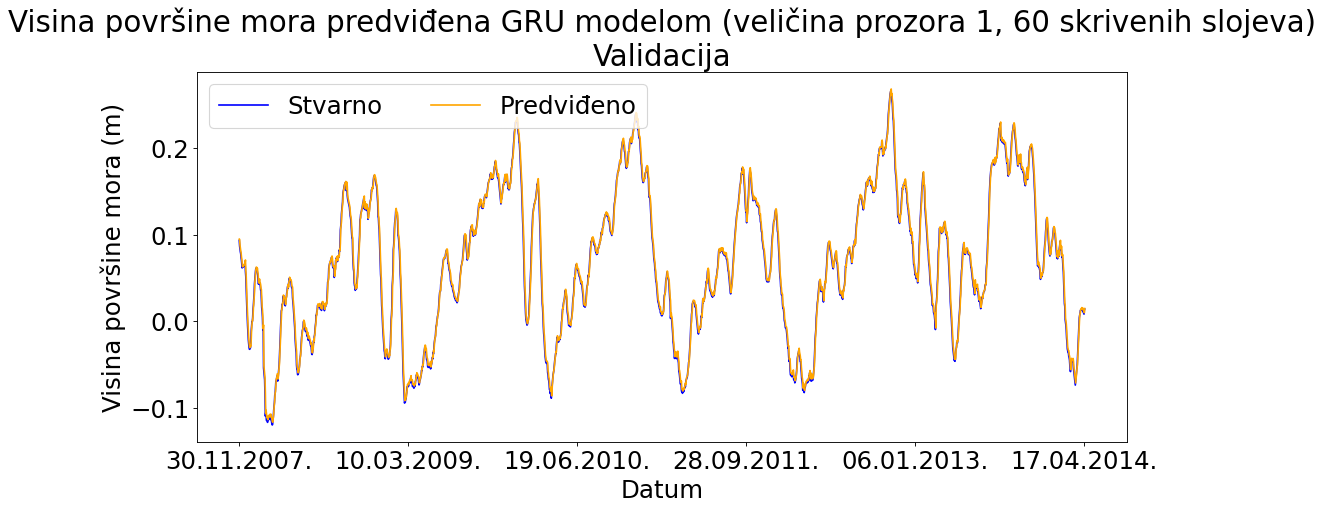 Visina površine mora predviđena GRU modelom (veličina prozora 1, 60 skrivenih slojeva)
Validacija
Stvarno Predviđeno
Visina površine mora (m)
0.2
0.1
0.0
−0.1
30.11.2007. 10.03.2009. 19.06.2010. 28.09.2011. 06.01.2013. 17.04.2014.
Datum